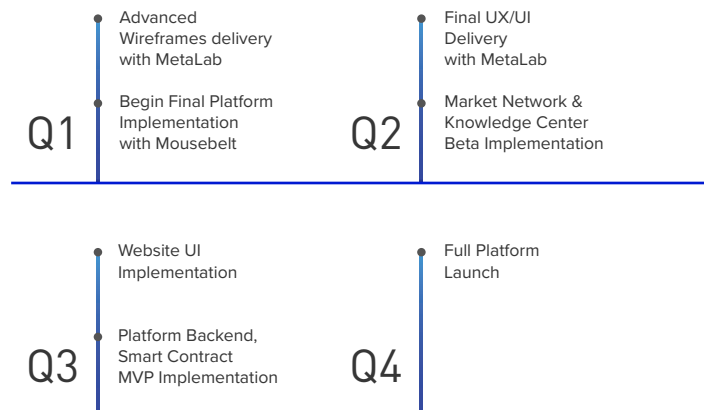 Q1
Advanced
Wireframes delivery
with MetaLab
Begin Final Platform
Implementation
with Mousebelt
Q2
Final UX/UI
Delivery
with MetaLab
Market Network &
Knowledge Center
Beta Implementation
Q3
Website UI
Implementation
Platform Backend,
Smart Contract
MVP Implementation
Q4
Full Platform
Launch